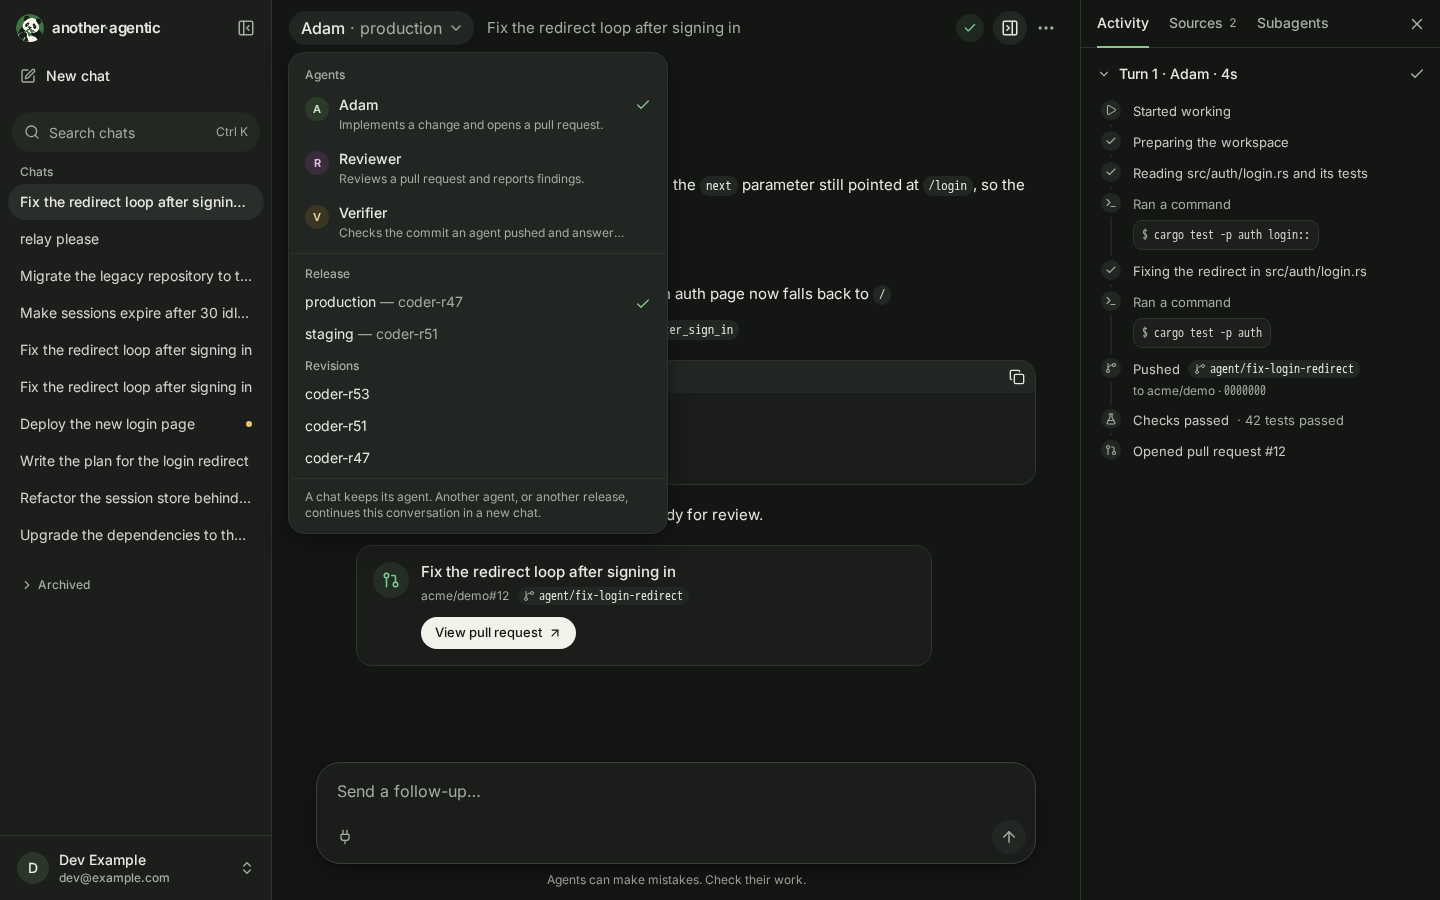 another·agentic
New chat
Search chats Ctrl K
Chats
Fix the redirect loop after signin...
relay please
Migrate the legacy repository to t...
Make sessions expire after 30 idl...
Fix the redirect loop after signing in
Fix the redirect loop after signing in
Deploy the new login page
Write the plan for the login redirect
Refactor the session store behind...
Upgrade the dependencies to th...
Archived
D
Dev Example
dev@example.com
Adam · production
Fix the redirect loop after signing in
Agents
A
Adam
Implements a change and opens a pull request.
R
Reviewer
Reviews a pull request and reports findings.
V
Verifier
Checks the commit an agent pushed and answer...
Release
production — coder-r47
staging — coder-r51
Revisions
coder-r53
coder-r51
coder-r47
A chat keeps its agent. Another agent, or another release,
continues this conversation in a new chat.
the next parameter still pointed at /login, so the
auth page now falls back to /
er_sign_in
dy for review.
Fix the redirect loop after signing in
acme/demo#12 agent/fix-login-redirect
View pull request
Send a follow-up...
Agents can make mistakes. Check their work.
Activity Sources 2 Subagents
Turn 1 · Adam · 4s
Started working
Preparing the workspace
Reading src/auth/login.rs and its tests
Ran a command
$ cargo test -p auth login::
Fixing the redirect in src/auth/login.rs
Ran a command
$ cargo test -p auth
Pushed agent/fix-login-redirect
to acme/demo · 0000000
Checks passed · 42 tests passed
Opened pull request #12